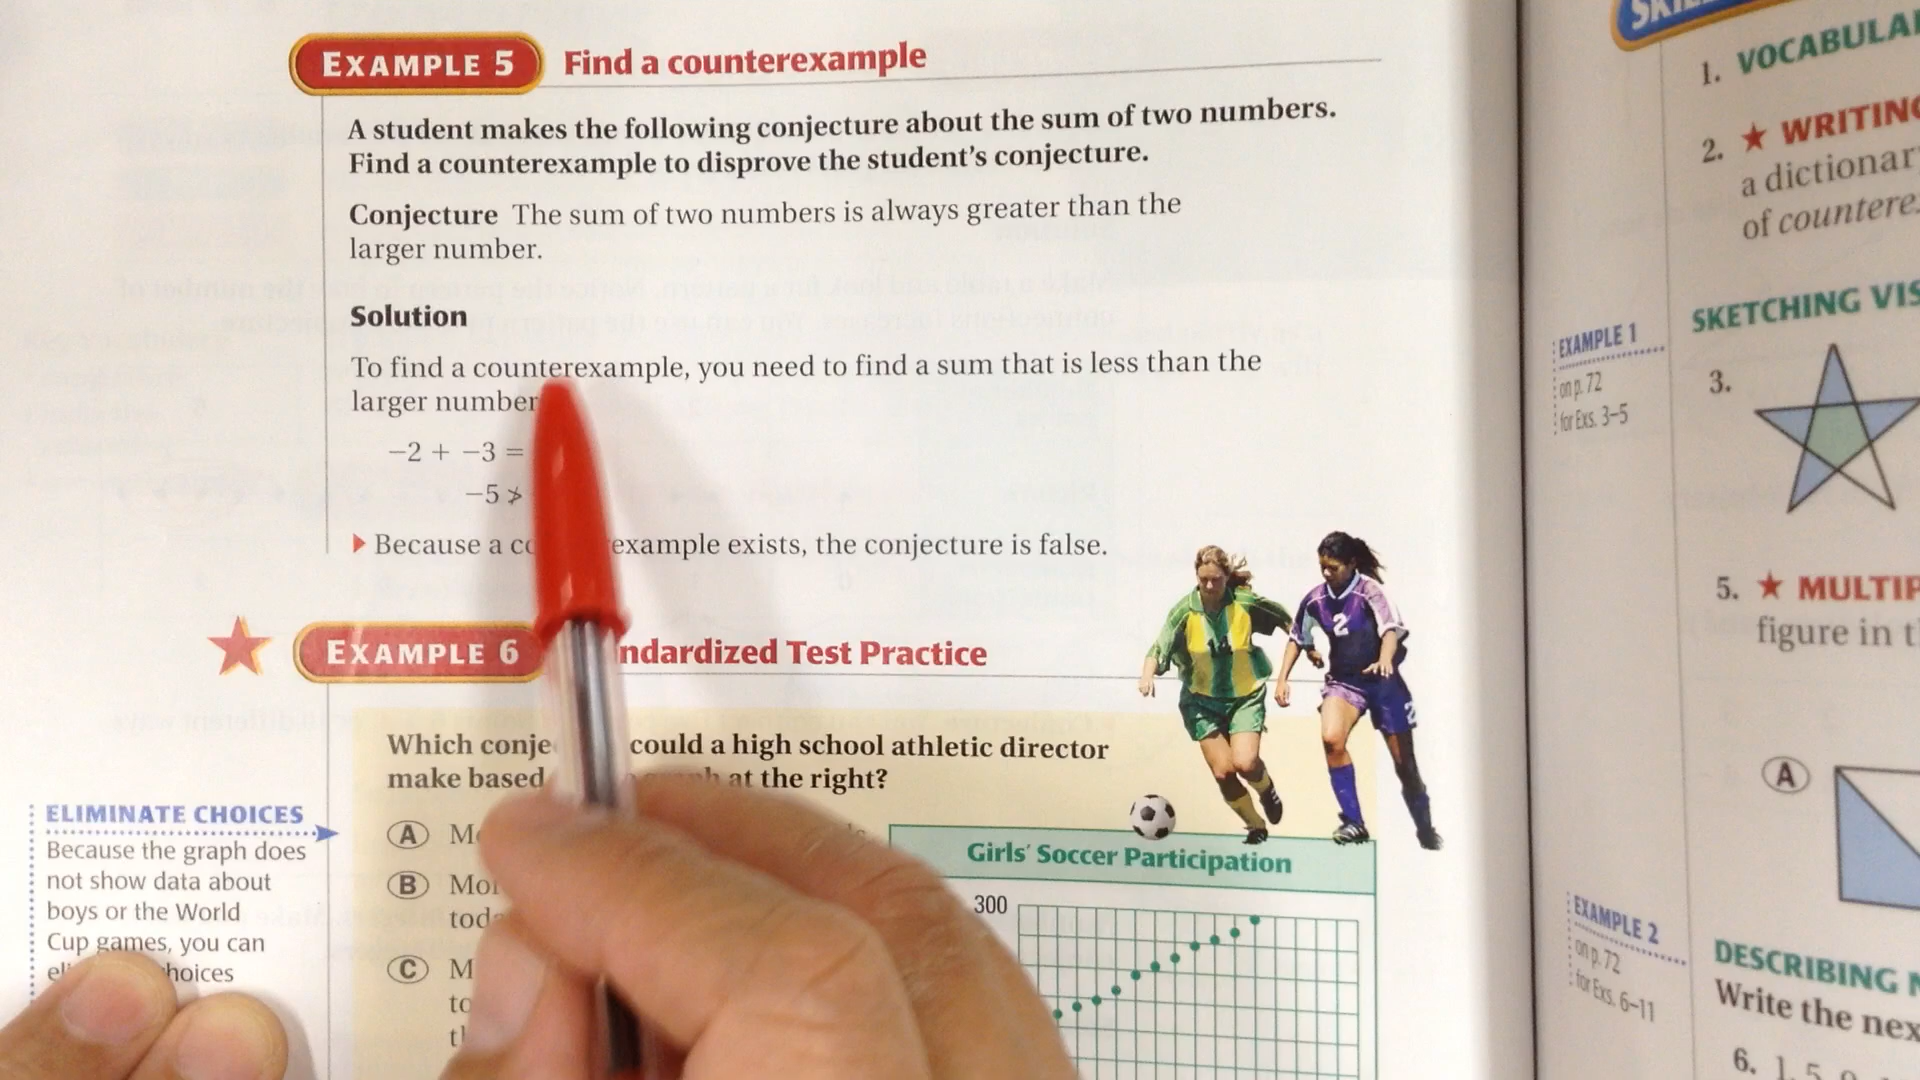 EXAMPLE 5 Find a counterexample
A student makes the following conjecture about the sum of two numbers.
Find a counterexample to disprove the student's conjecture.
Conjecture The sum of two numbers is always greater than the
larger number.
Solution
To find a counterexample, you need to find a sum that is less than the
larger number
−2 + −3 =
−5 ≯
Because a example exists, the conjecture is false.
EXAMPLE 6 ndardized Test Practice
Which could a high school athletic director
make based at the right?
ELIMINATE CHOICES
Because the graph does
not show data about
boys or the World
Cup games, you can
hoices
A
B
tod
C
to
Girls' Soccer Participation
300
2
1. VOCABULA
2. ★ WRITING
a dictionar
of countere
SKETCHING VIS
EXAMPLE 1
on p. 72
for Exs. 3–5
3.
5. ★ MULTIP
figure in t
A
EXAMPLE 2
on p. 72
for Exs. 6–11
DESCRIBING N
Write the nex
6. 1, 5,